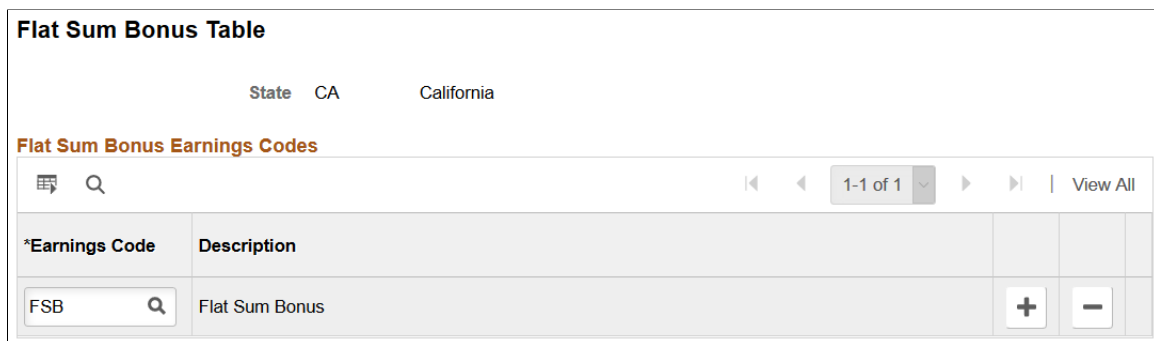 Flat Sum Bonus Table
State CA California
Flat Sum Bonus Earnings Codes
1-1 of 1 | View All
*Earnings Code Description
FSB Flat Sum Bonus